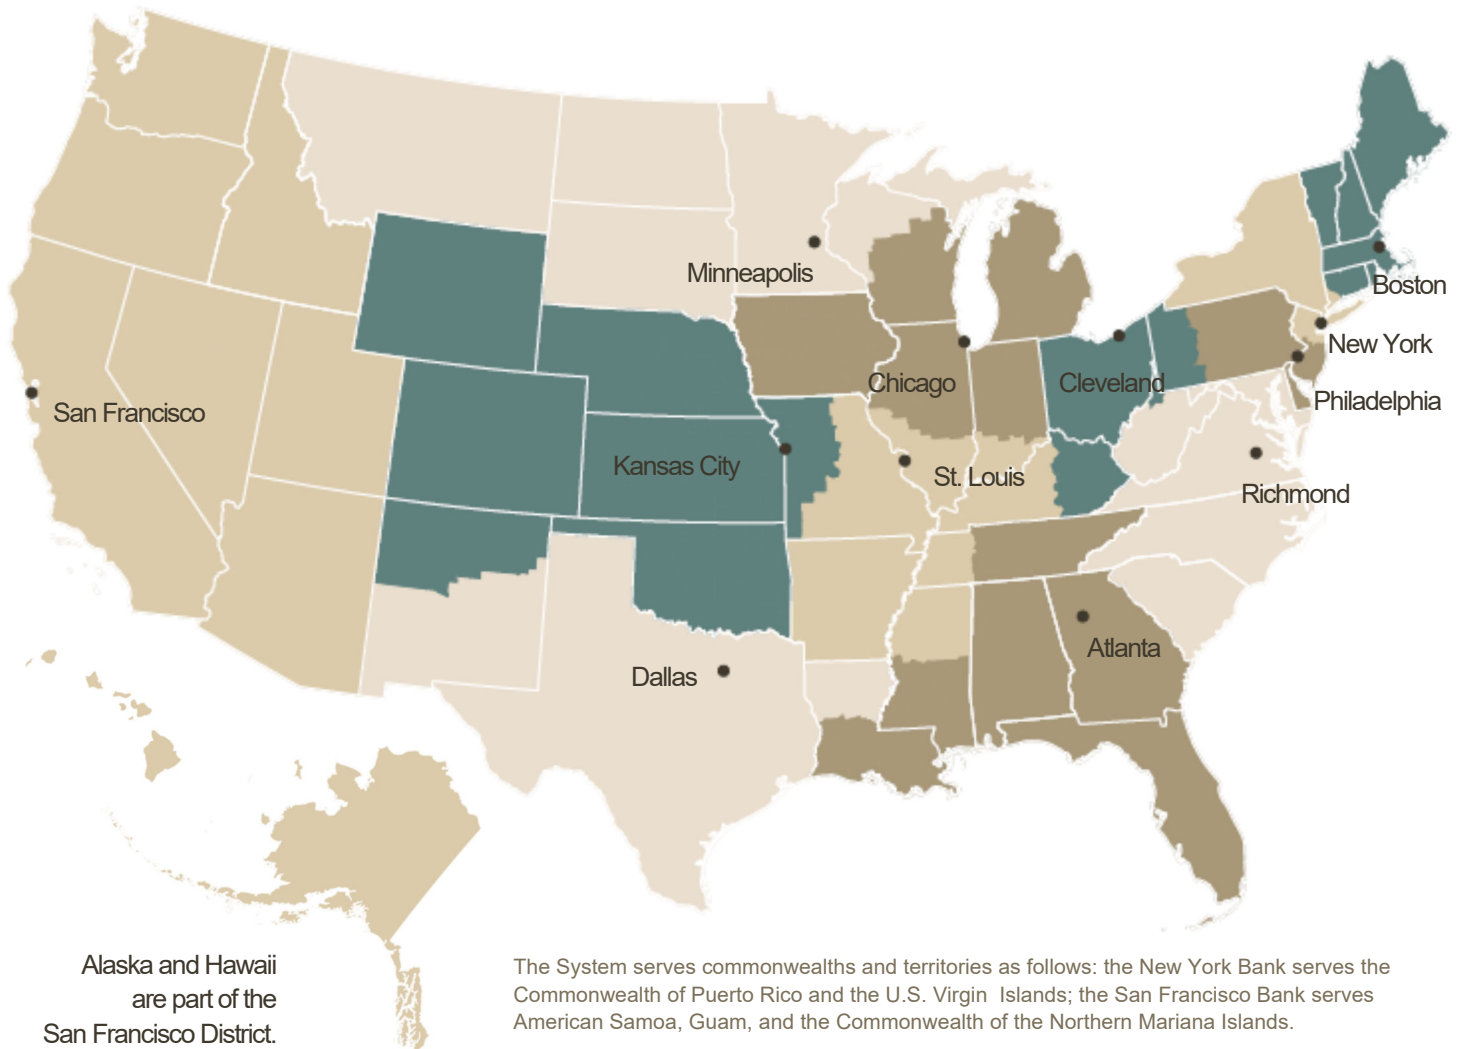 Minneapolis
Boston
New York
Chicago
Cleveland
Philadelphia
San Francisco
Kansas City
St. Louis
Richmond
Atlanta
Dallas
Alaska and Hawaii
are part of the
San Francisco District.
The System serves commonwealths and territories as follows: the New York Bank serves the
Commonwealth of Puerto Rico and the U.S. Virgin Islands; the San Francisco Bank serves
American Samoa, Guam, and the Commonwealth of the Northern Mariana Islands.